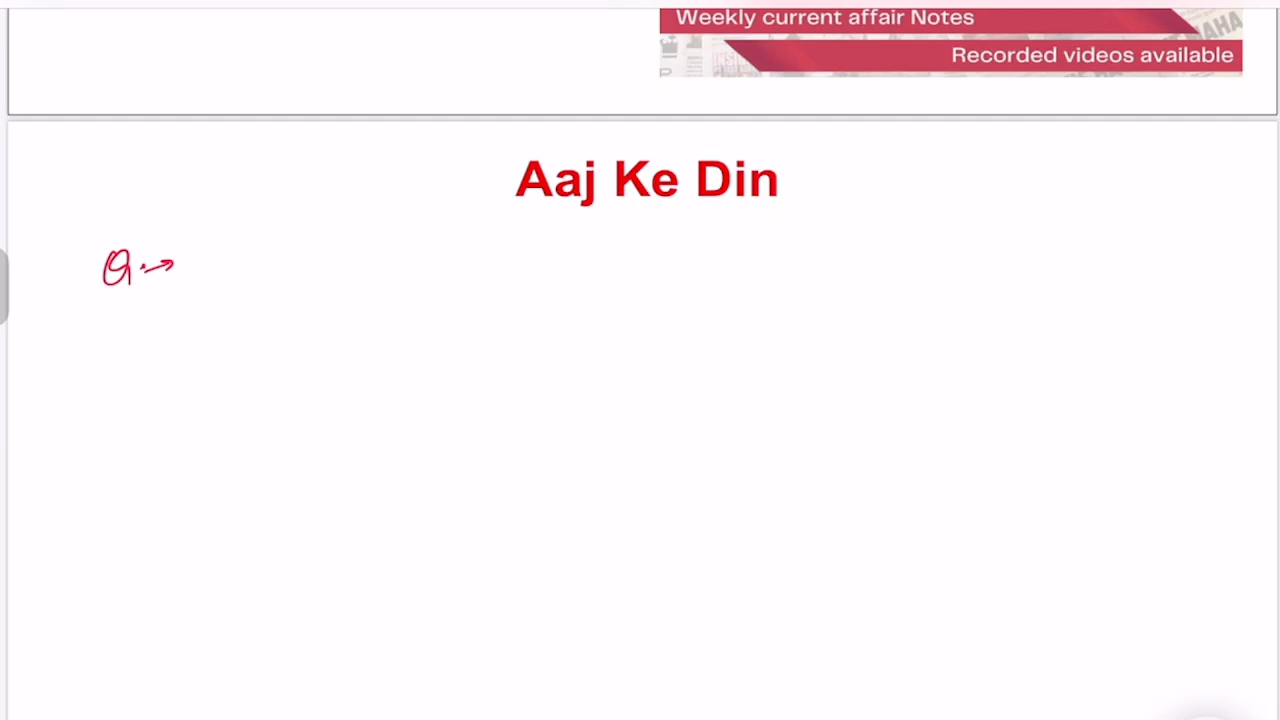 Weekly current affair Notes
Recorded videos available
Aaj Ke Din
Q.→